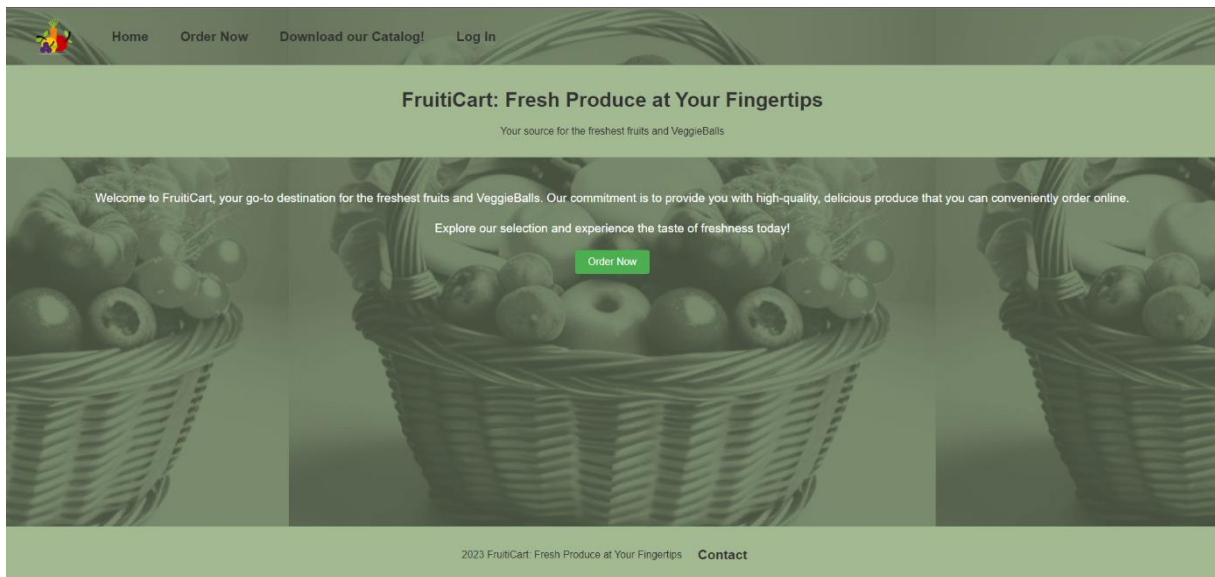 Home Order Now Download our Catalog! Log In
FruitiCart: Fresh Produce at Your Fingertips
Your source for the freshest fruits and VeggieBalls
Welcome to FruitiCart, your go-to destination for the freshest fruits and VeggieBalls. Our commitment is to provide you with high-quality, delicious produce that you can conveniently order online.
Explore our selection and experience the taste of freshness today!
Order Now
2023 FruitiCart: Fresh Produce at Your Fingertips Contact